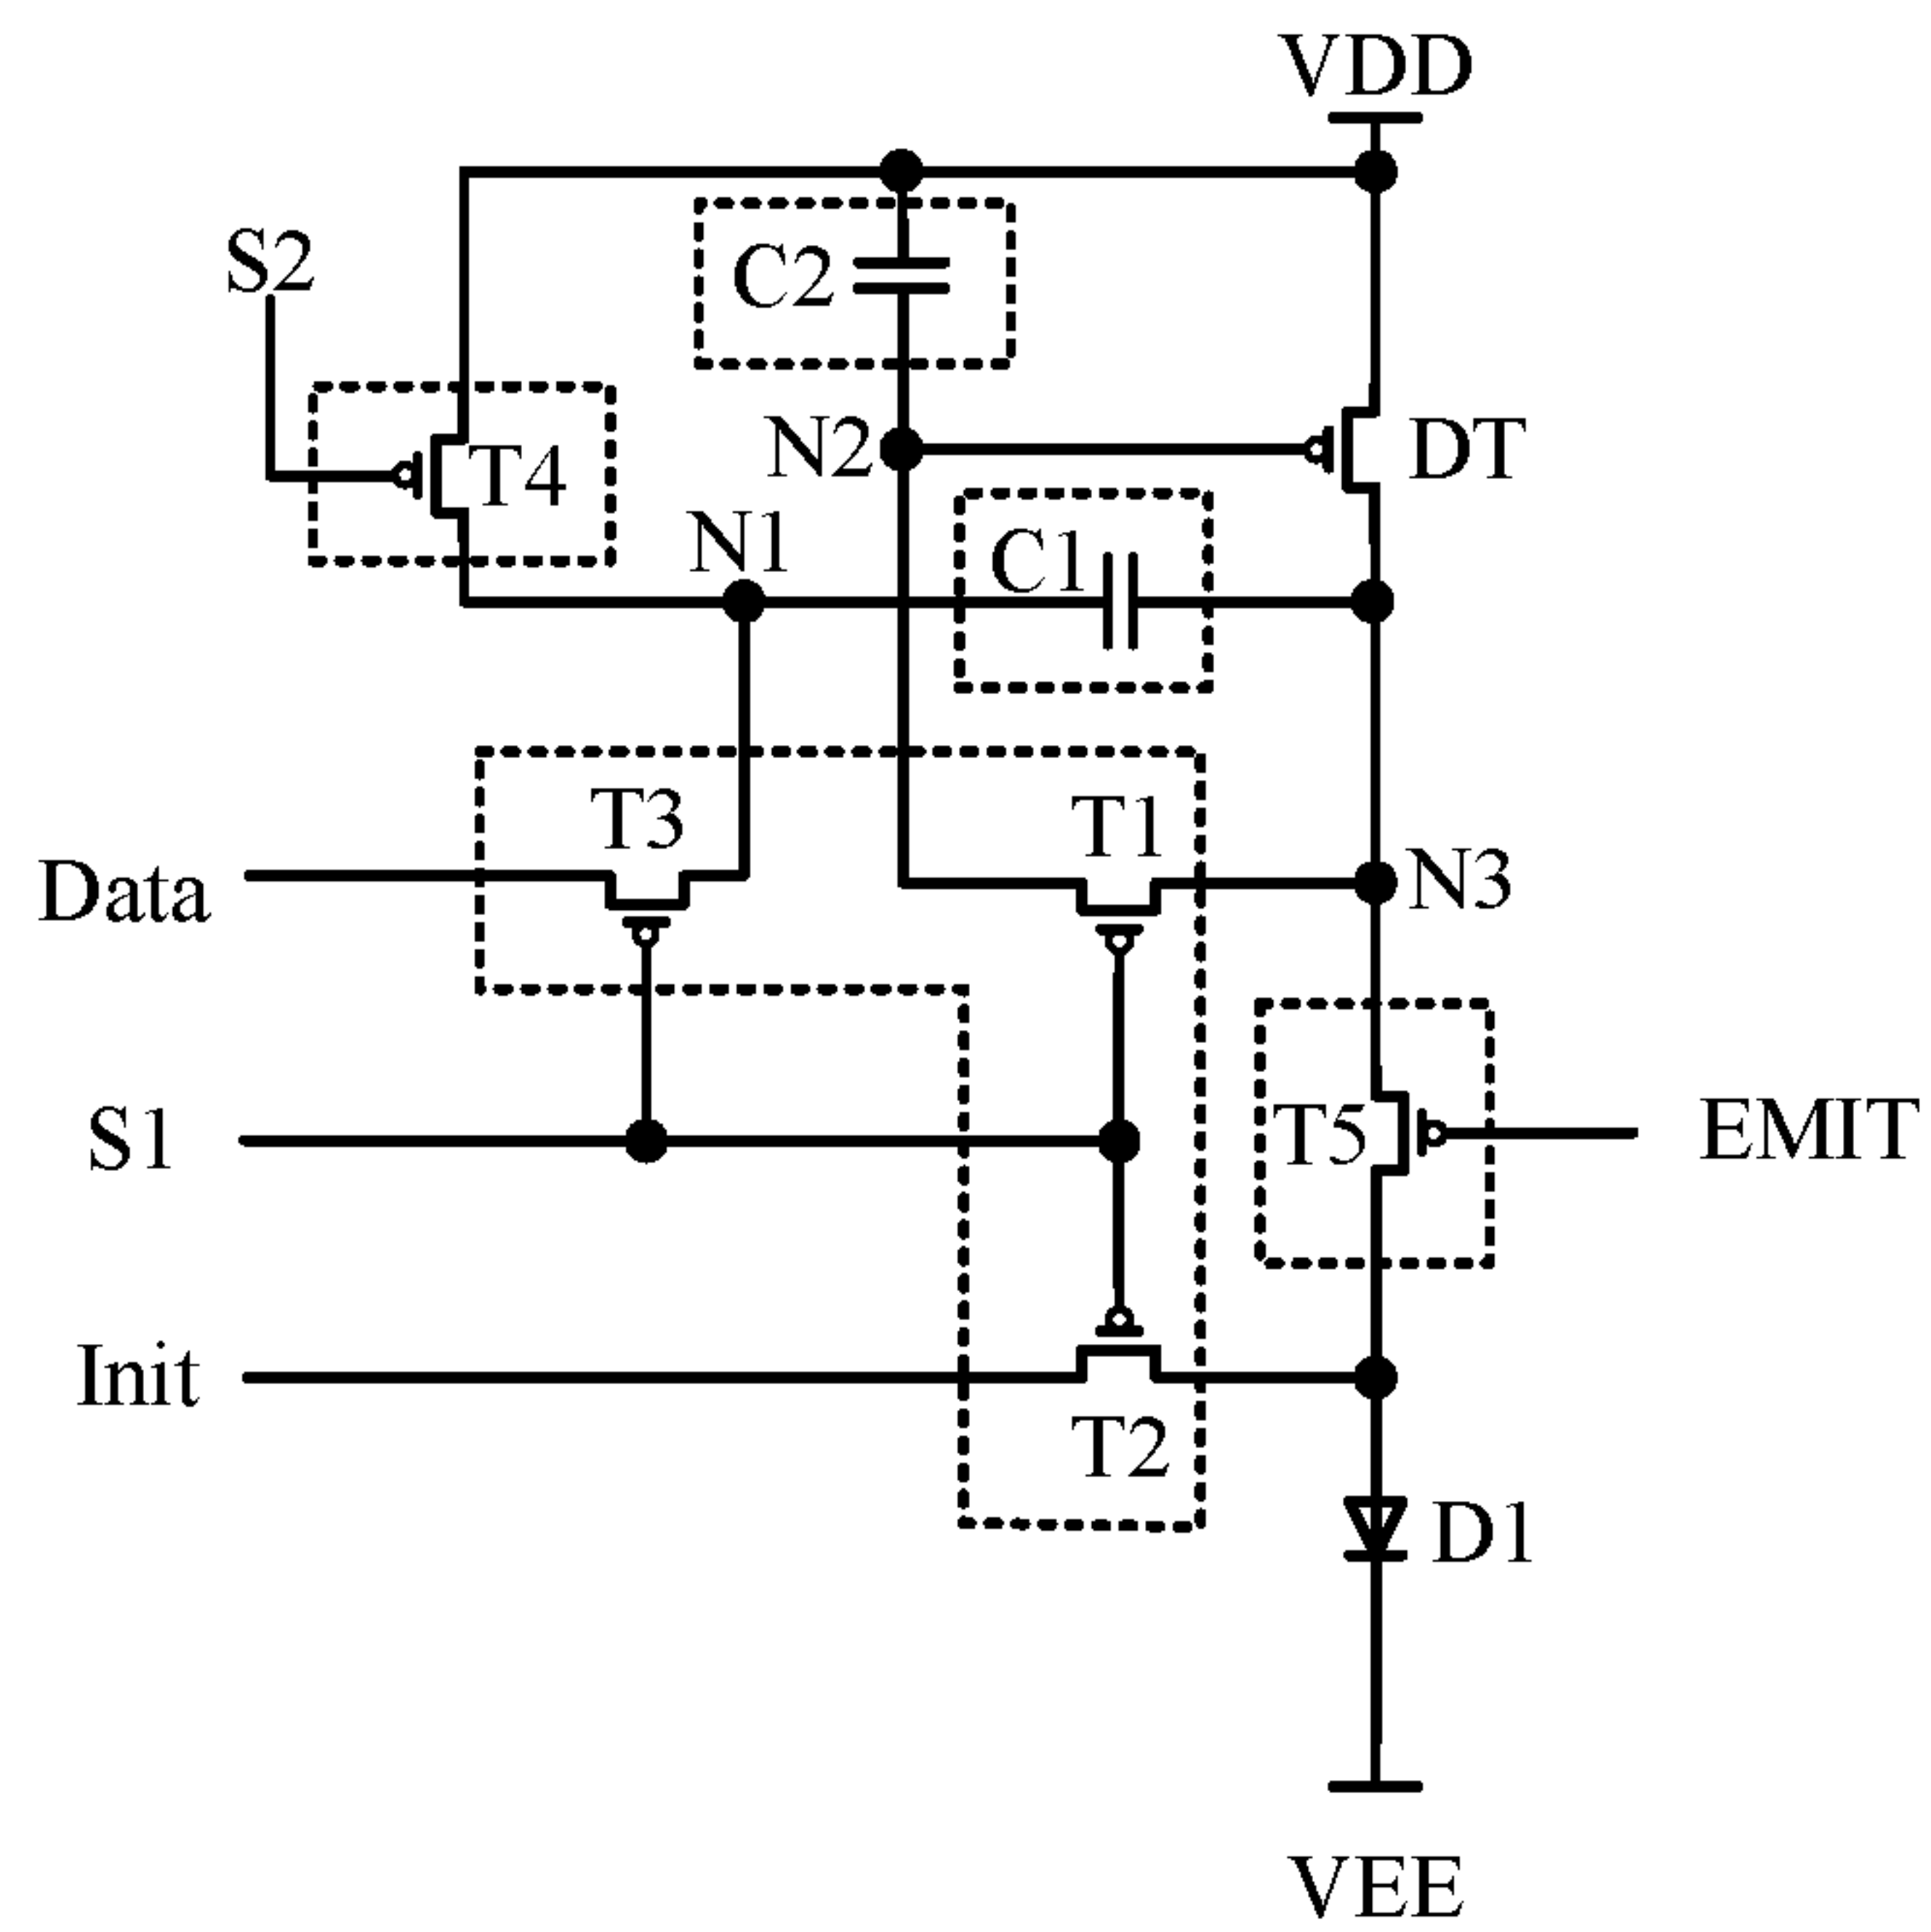 VDD
S2
C2
N2
DT
T4
N1
C1
T3
T1
Data
N3
S1
T5
EMIT
Init
T2
D1
VEE